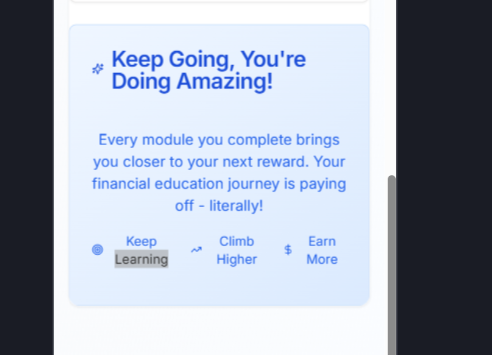 Keep Going, You're
Doing Amazing!
Every module you complete brings
you closer to your next reward. Your
financial education journey is paying
off - literally!
Keep
Learning
Climb
Higher
$ Earn
More